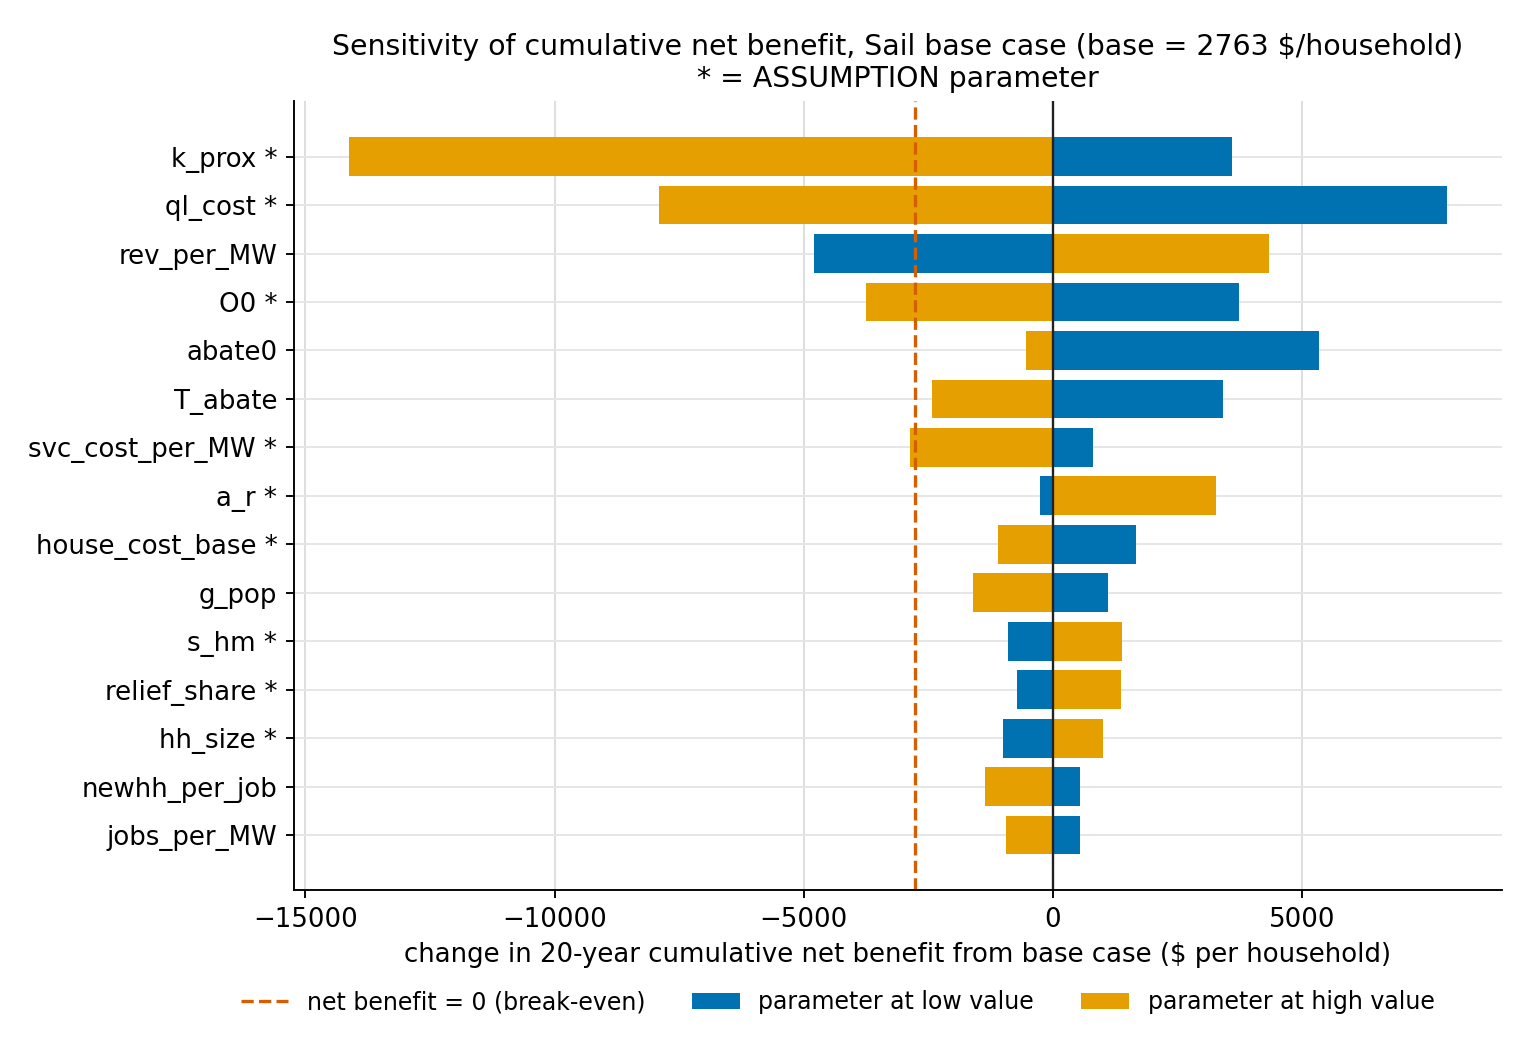 Sensitivity of cumulative net benefit, Sail base case (base = 2763 $/household)
* = ASSUMPTION parameter
k_prox *
ql_cost *
rev_per_MW
O0 *
abate0
T_abate
svc_cost_per_MW *
a_r *
house_cost_base *
g_pop
s_hm *
relief_share *
hh_size *
newhh_per_job
jobs_per_MW
−15000 −10000 −5000 0 5000
change in 20-year cumulative net benefit from base case ($ per household)
net benefit = 0 (break-even) parameter at low value parameter at high value